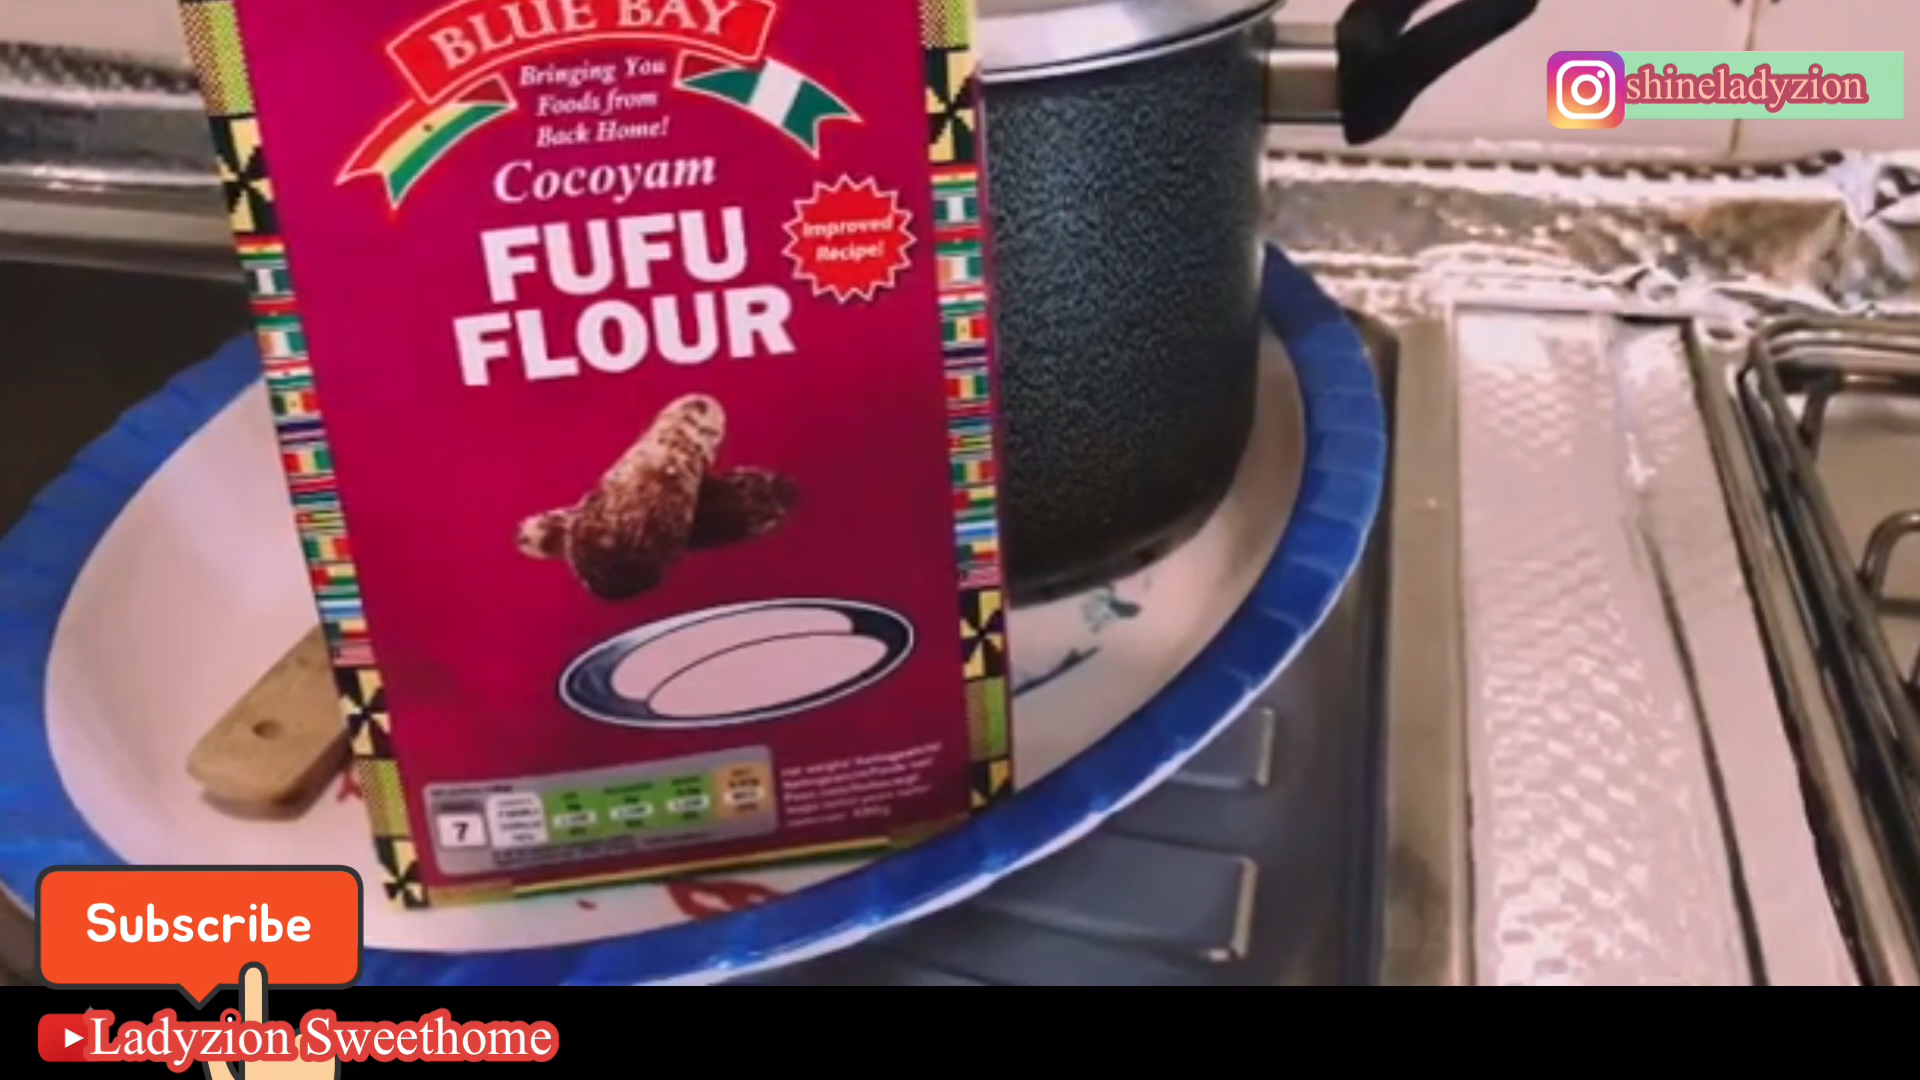 BLUE BAY
Bringing You
Foods from
Back Home!
Cocoyam
FUFU
FLOUR
Improved
Recipe!
7
shineladyzion
Subscribe
Ladyzion Sweethome